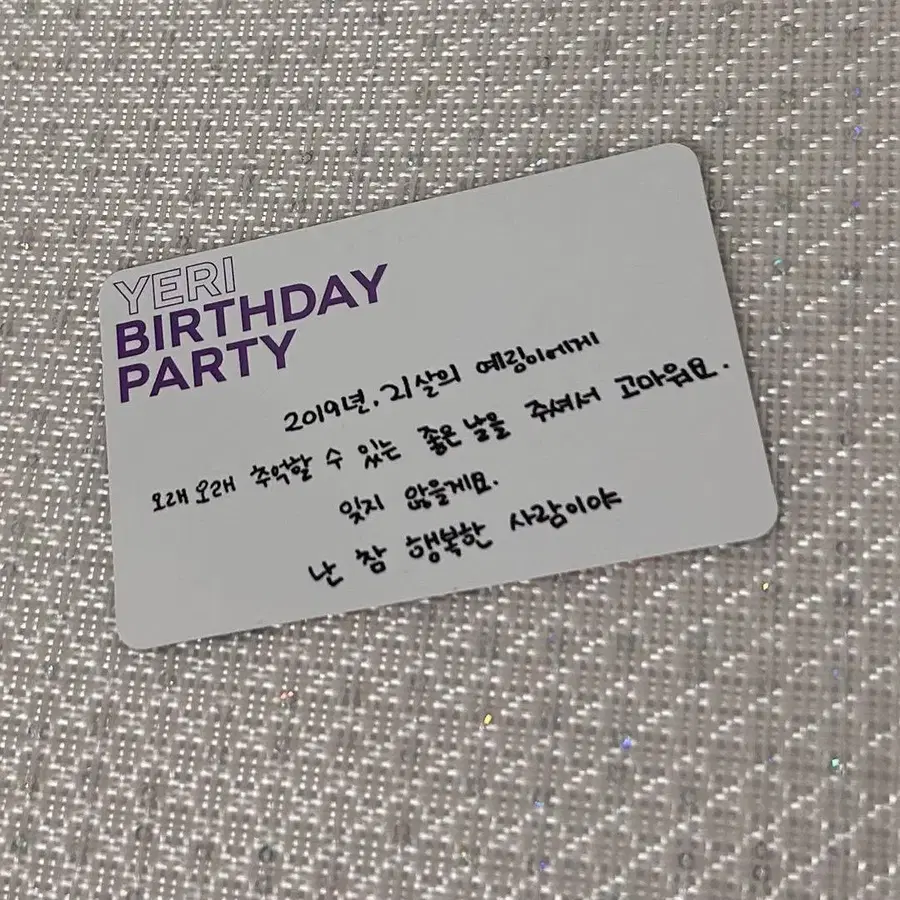 YERI
BIRTHDAY
PARTY
2019년. 21살의 예림이에게
오래오래 추억할 수 있는 좋은날을 주셔서 고마워요.
잊지 않을게요.
난 참 행복한 사람이야